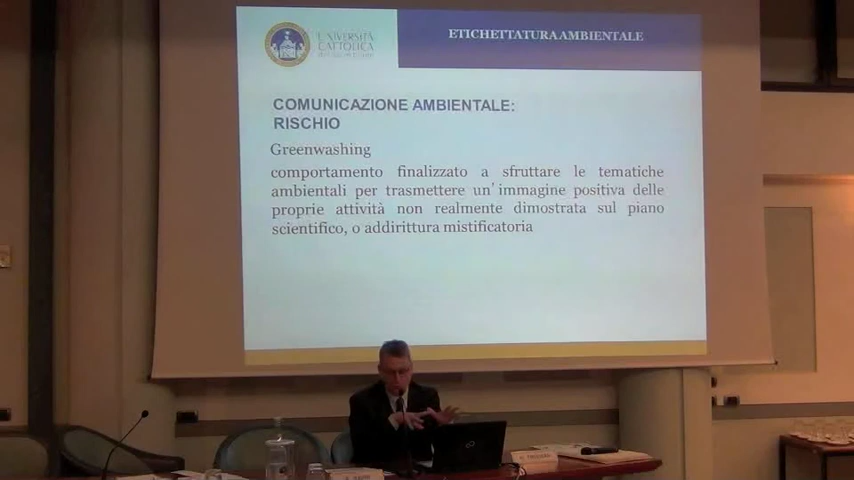 UNIVERSITÀ
CATTOLICA
ETICHETTATURA AMBIENTALE
COMUNICAZIONE AMBIENTALE:
RISCHIO
Greenwashing
comportamento finalizzato a sfruttare le tematiche
ambientali per trasmettere un'immagine positiva delle
proprie attività non realmente dimostrata sul piano
scientifico, o addirittura mistificatoria